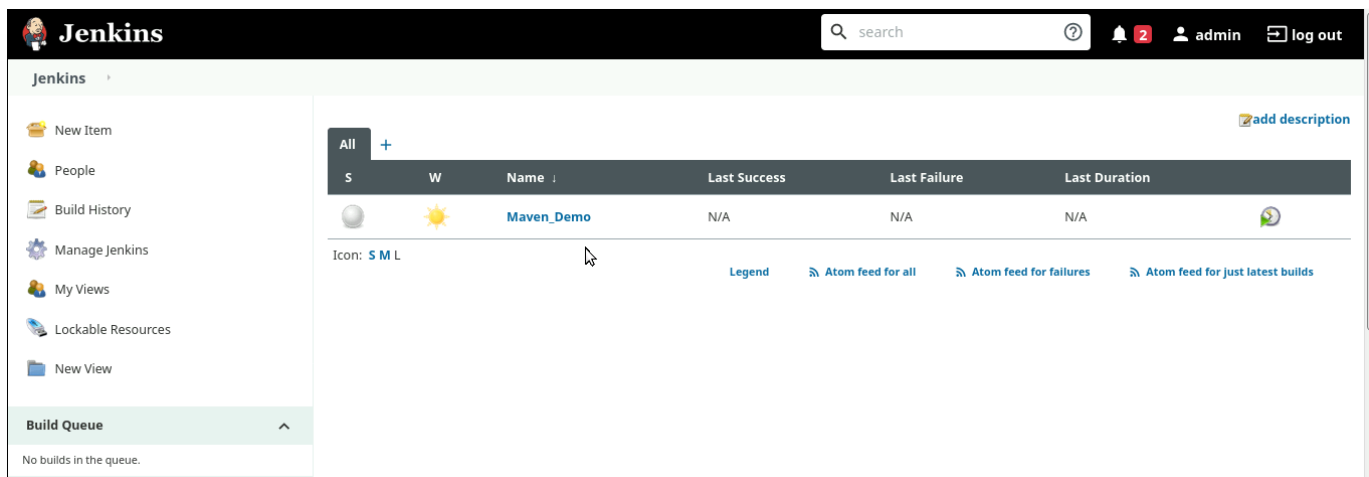 Jenkins search 2 admin log out
Jenkins
add description
New Item
People
Build History
Manage Jenkins
My Views
Lockable Resources
New View
Build Queue
No builds in the queue.
All +
S W Name ↓ Last Success Last Failure Last Duration
Maven_Demo N/A N/A N/A
Icon: S M L
Legend Atom feed for all Atom feed for failures Atom feed for just latest builds